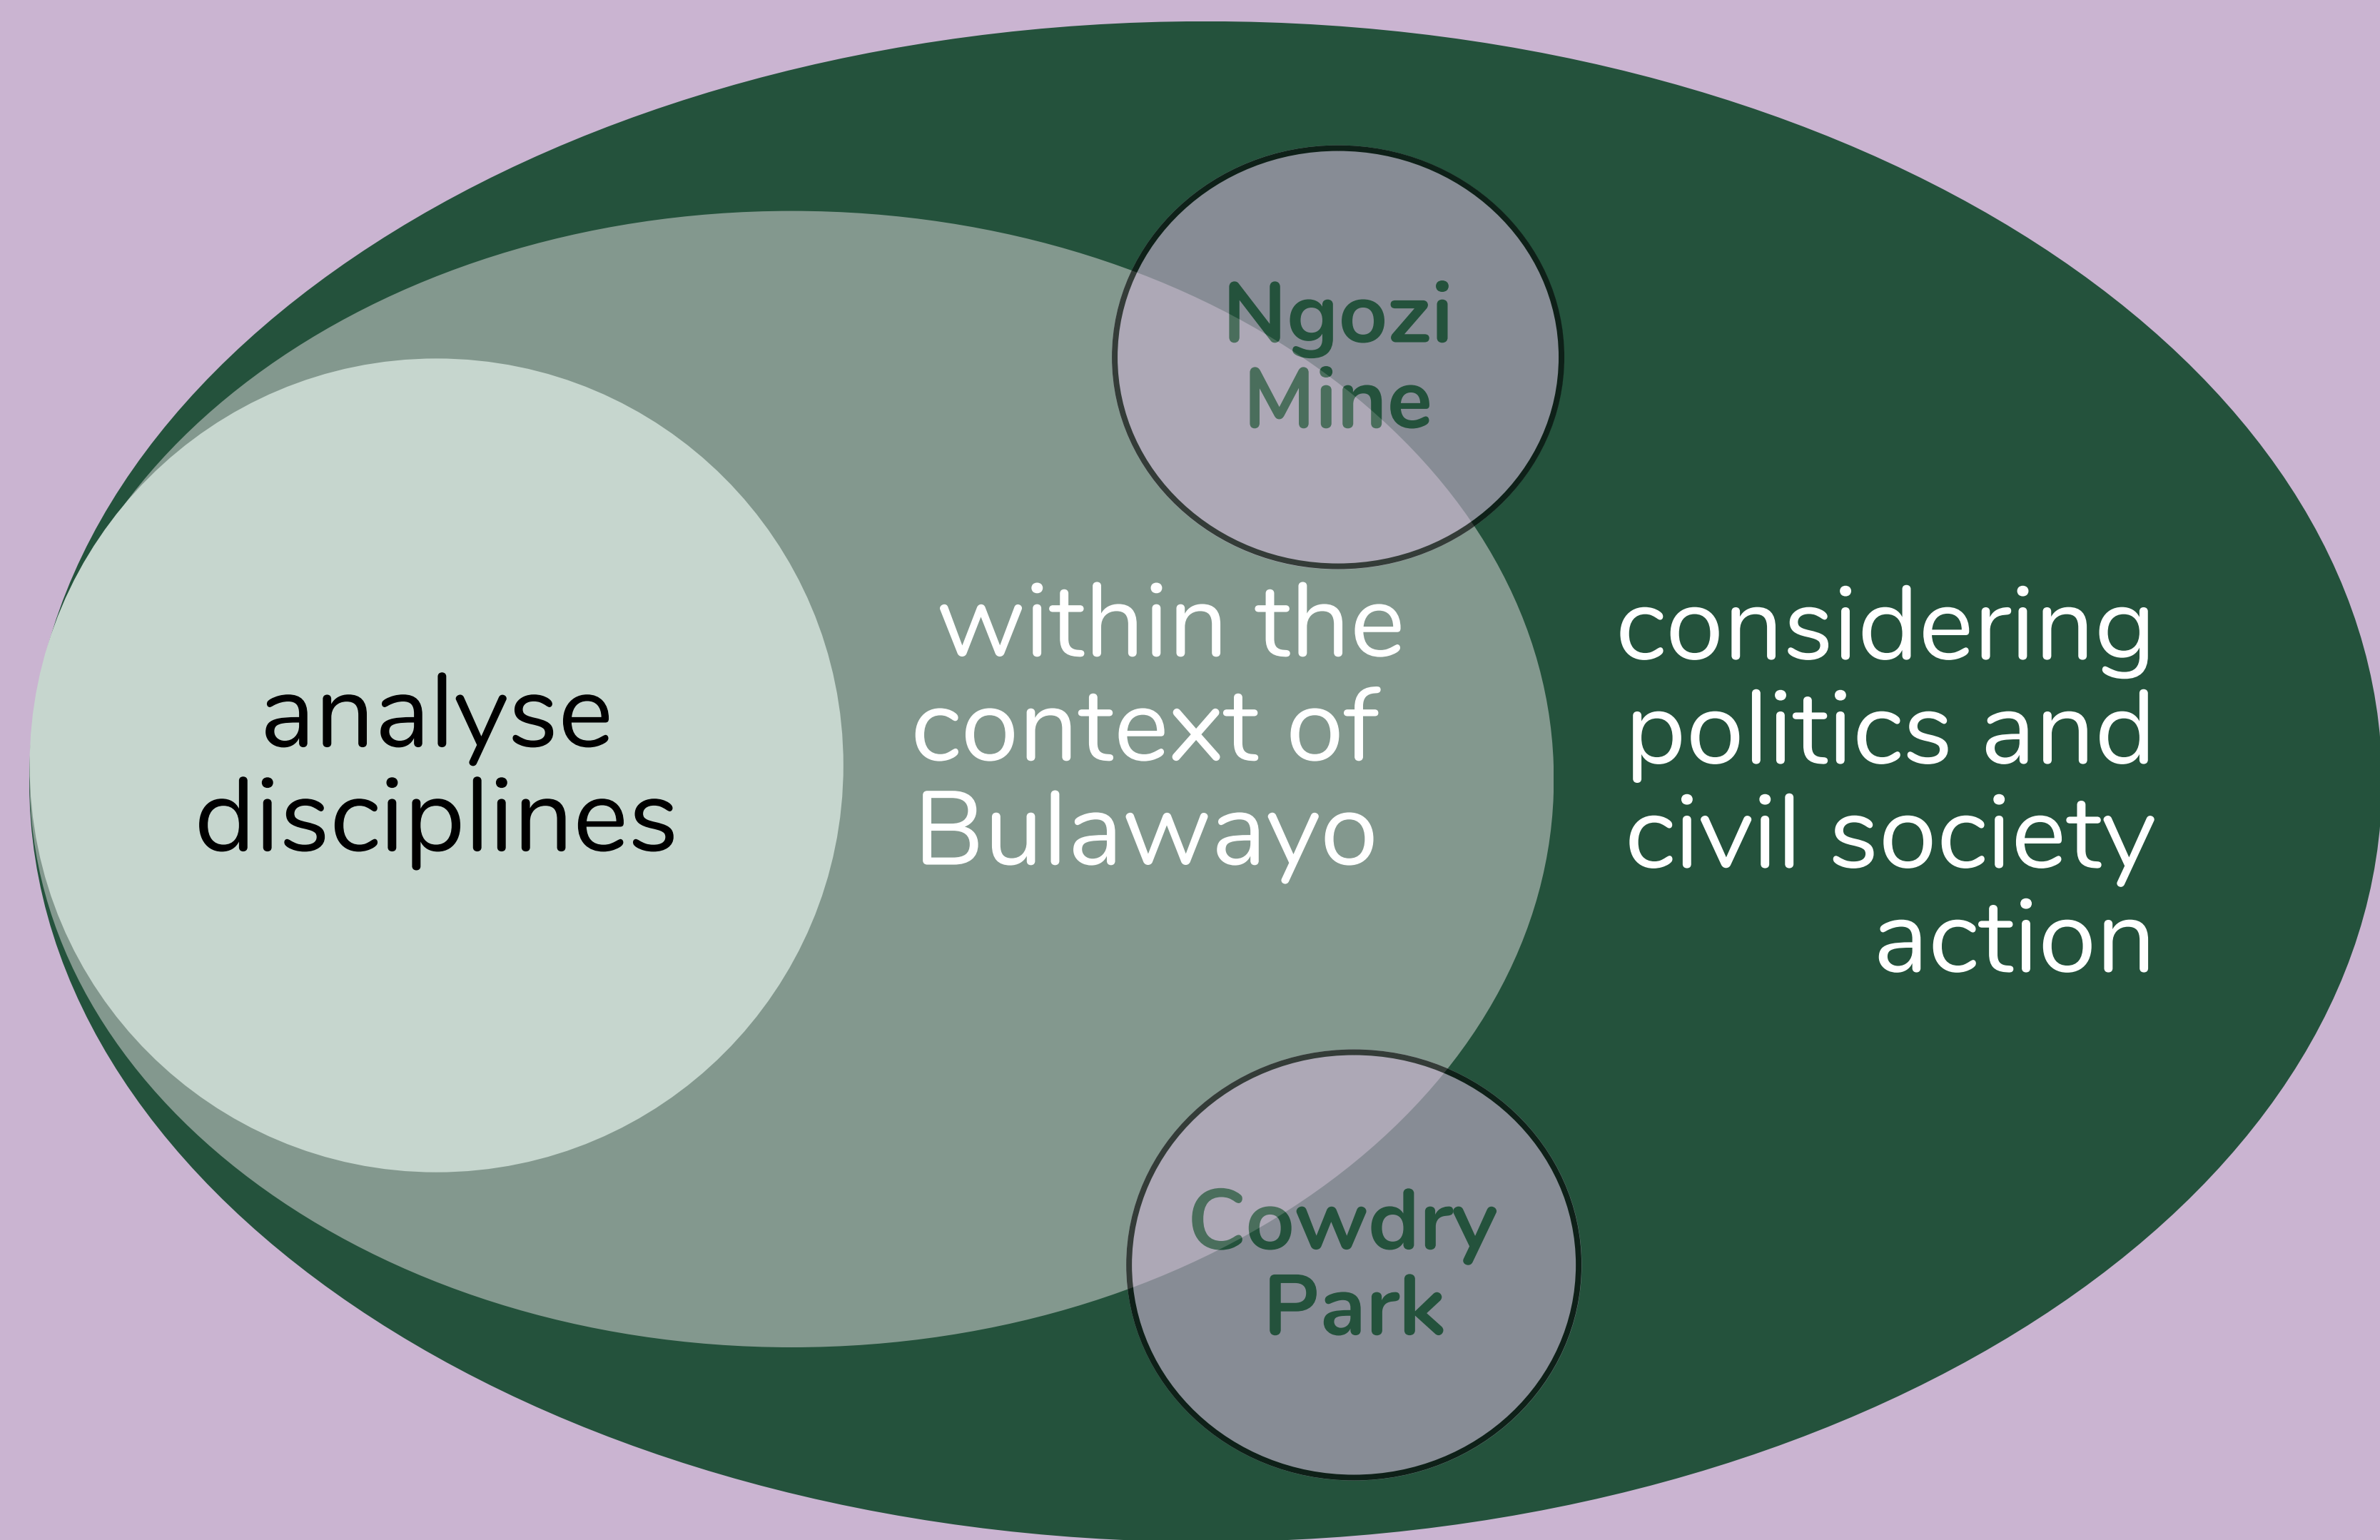 analyse
disciplines
within the
context of
Bulawayo
considering
politics and
civil society
action
Ngozi
Mine
Cowdry
Park